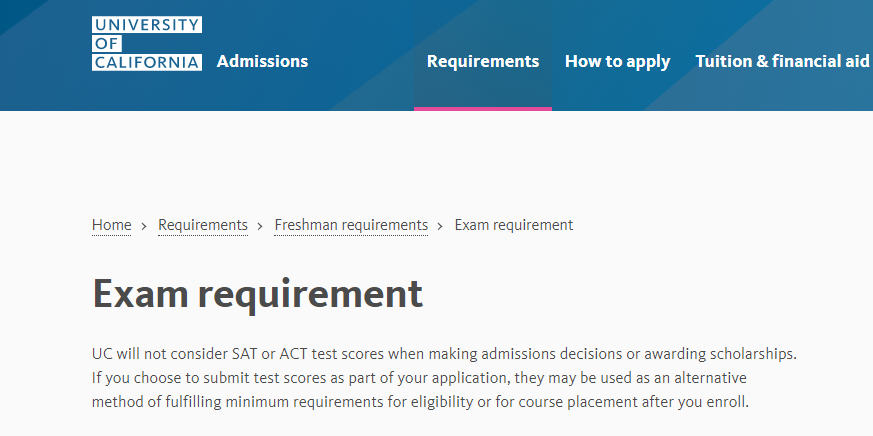 UNIVERSITY
OF
CALIFORNIA
Admissions
Requirements
How to apply
Tuition & financial aid
Home > Requirements > Freshman requirements > Exam requirement
Exam requirement
UC will not consider SAT or ACT test scores when making admissions decisions or awarding scholarships.
If you choose to submit test scores as part of your application, they may be used as an alternative
method of fulfilling minimum requirements for eligibility or for course placement after you enroll.